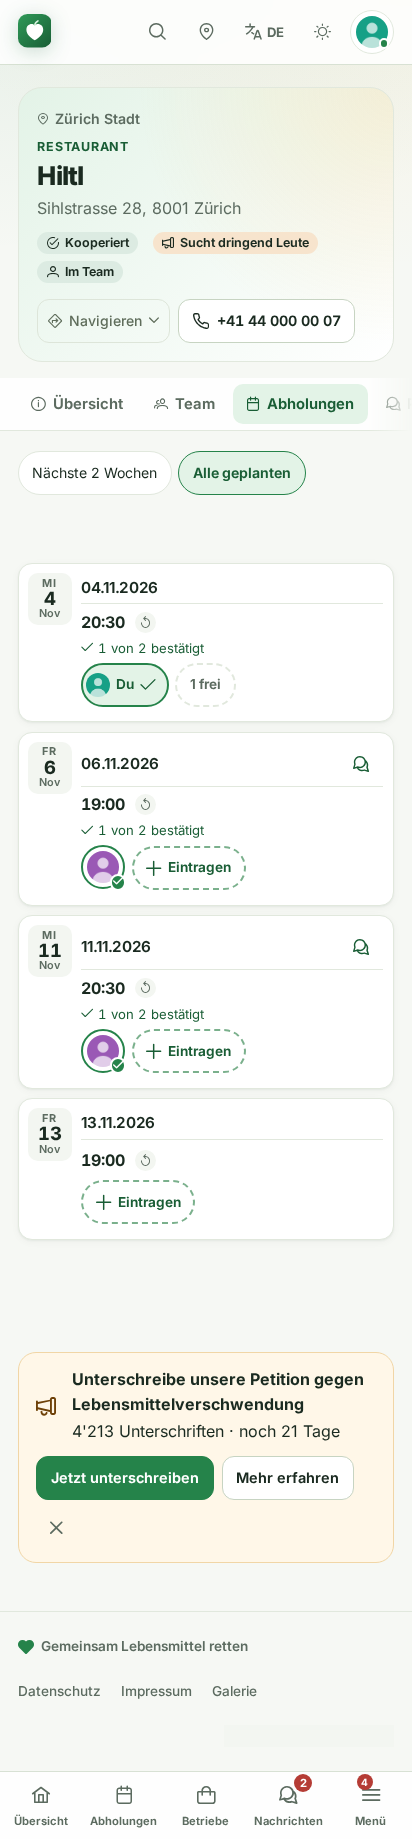 DE
Zürich Stadt
RESTAURANT
Hiltl
Sihlstrasse 28, 8001 Zürich
Kooperiert
Sucht dringend Leute
Im Team
Navigieren
+41 44 000 00 07
Übersicht
Team
Abholungen
Nächste 2 Wochen
Alle geplanten
MI
4
Nov
04.11.2026
20:30
1 von 2 bestätigt
Du
1 frei
FR
6
Nov
06.11.2026
19:00
1 von 2 bestätigt
Eintragen
MI
11
Nov
11.11.2026
20:30
1 von 2 bestätigt
Eintragen
FR
13
Nov
13.11.2026
19:00
Eintragen
Unterschreibe unsere Petition gegen
Lebensmittelverschwendung
4'213 Unterschriften · noch 21 Tage
Jetzt unterschreiben
Mehr erfahren
Gemeinsam Lebensmittel retten
Datenschutz
Impressum
Galerie
2
4
Übersicht
Abholungen
Betriebe
Nachrichten
Menü